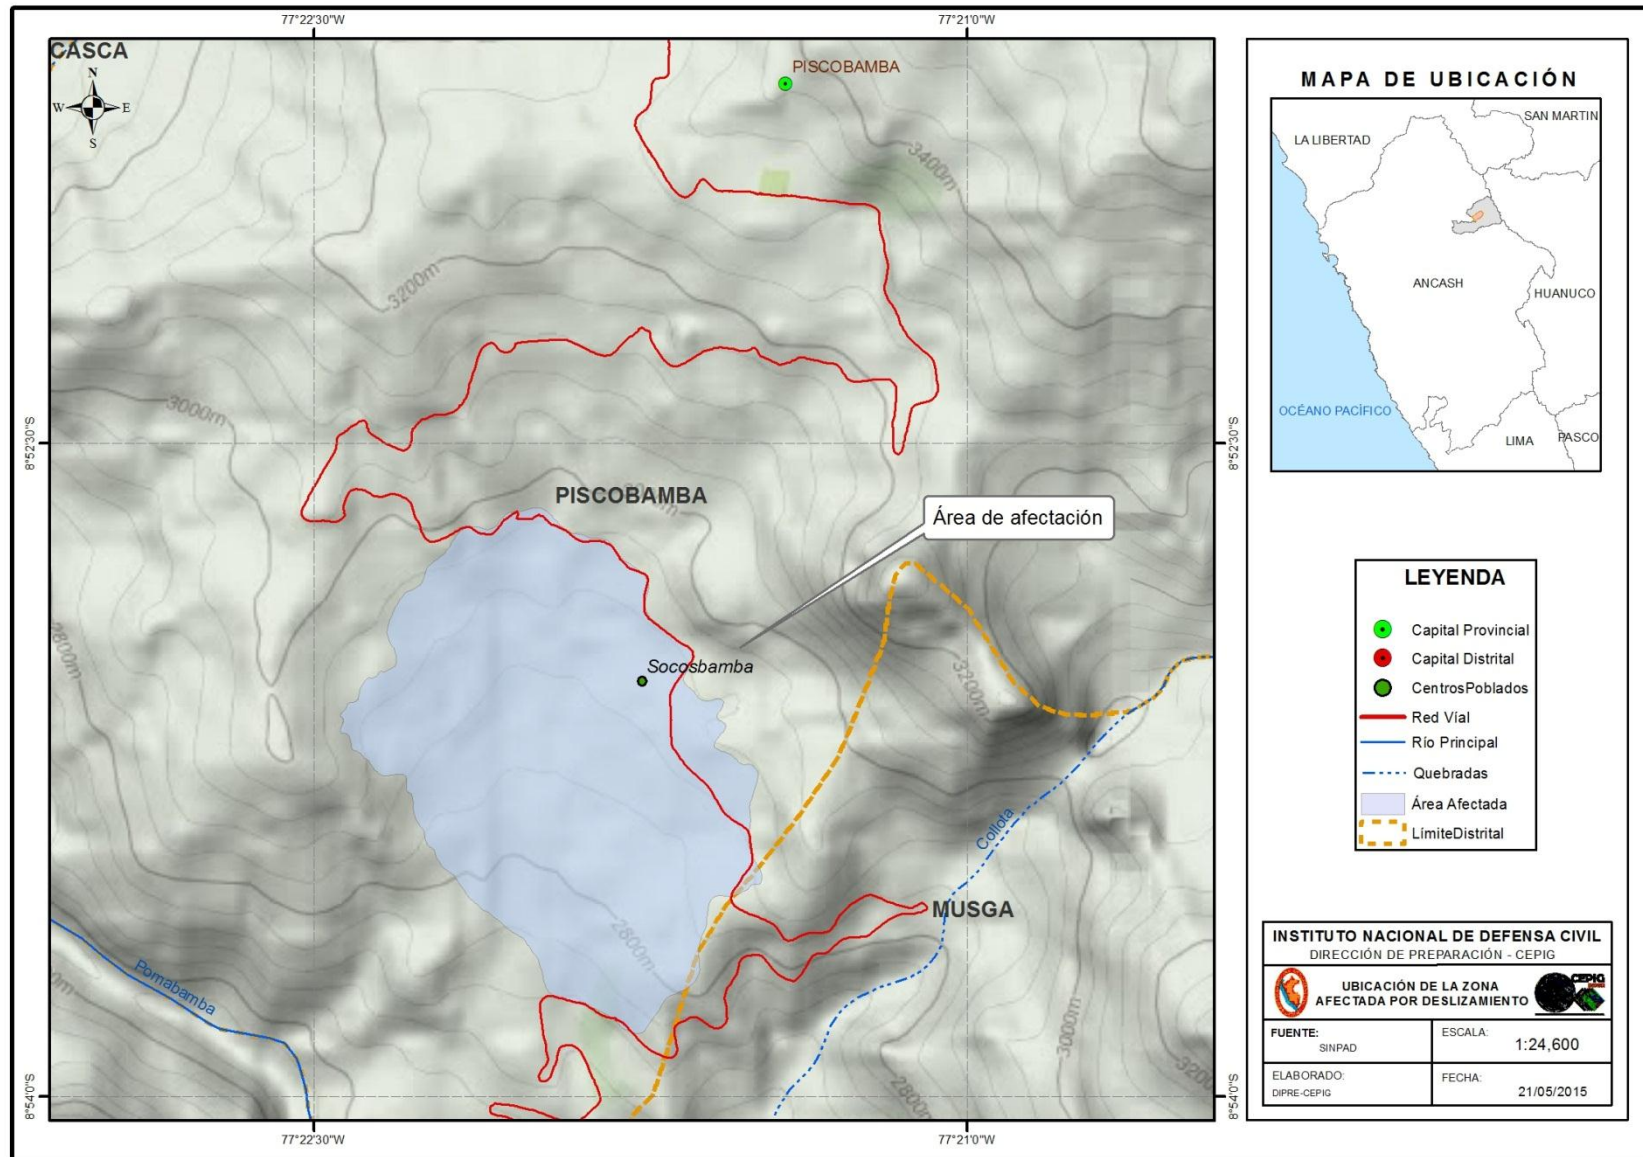 77°22'30"W
77°21'0"W
CASCA
N
W
E
S
PISCOBAMBA
3400m
3200m
3000m
8°52'30"S
8°52'30"S
PISCOBAMBA
Área de afectación
2800m
Socosbamba
3200m
Collota
MUSGA
2800m
Pomabamba
3000m
2800m
3200
8°54'0"S
8°54'0"S
77°22'30"W
77°21'0"W
MAPA DE UBICACIÓN
SAN MARTIN
LA LIBERTAD
ANCASH
HUANUCO
OCÉANO PACÍFICO
LIMA
PASCO
LEYENDA
Capital Provincial
Capital Distrital
CentrosPoblados
Red Víal
Río Principal
Quebradas
Área Afectada
LímiteDistrital
INSTITUTO NACIONAL DE DEFENSA CIVIL
DIRECCIÓN DE PREPARACIÓN - CEPIG
UBICACIÓN DE LA ZONA
AFECTADA POR DESLIZAMIENTO
CEPIG
FUENTE:
SINPAD
ESCALA:
1:24,600
ELABORADO:
DIPRE-CEPIG
FECHA:
21/05/2015